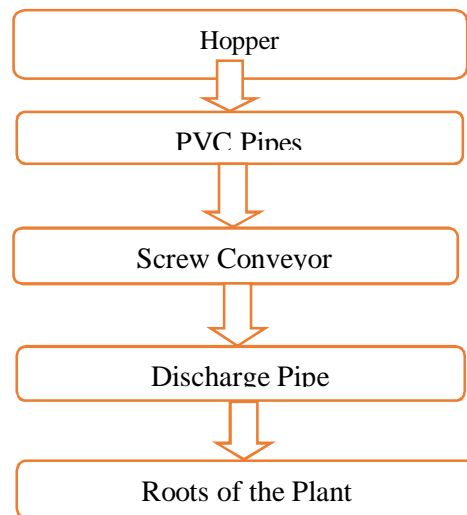 Hopper
PVC Pipes
Screw Conveyor
Discharge Pipe
Roots of the Plant